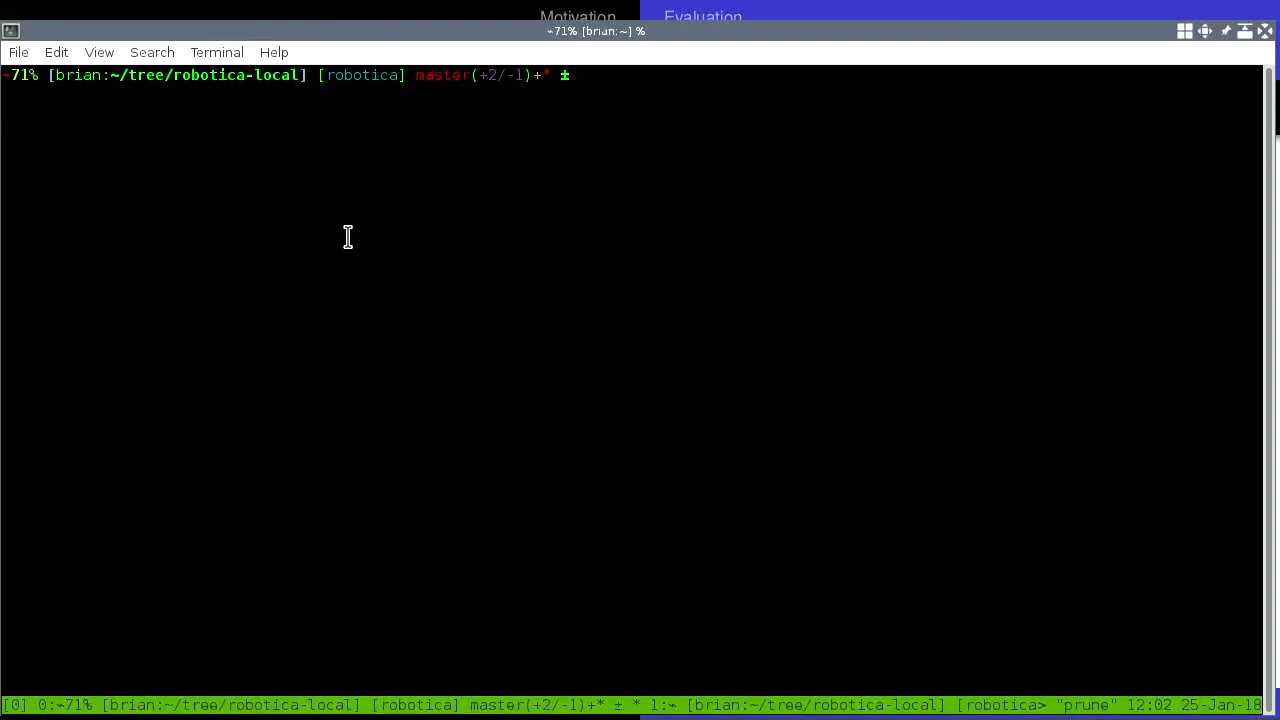 Motivation Evaluation
⌁71% [brian:~] %
File Edit View Search Terminal Help
⌁71% [brian:~/tree/robotica-local] [robotica] master(+2/-1)+* ±
[0] 0:⌁71% [brian:~/tree/robotica-local] [robotica] master(+2/-1)+* ± * 1:⌁ [brian:~/tree/robotica-local] [robotica> "prune" 12:02 25-Jan-18